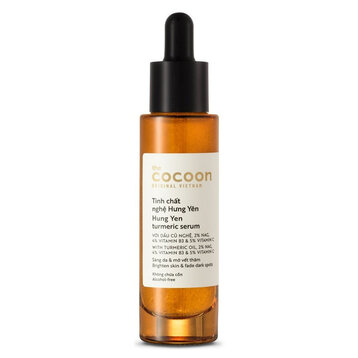 the
cocoon
ORIGINAL VIETNAM
Tinh chất
nghệ Hưng Yên
Hung Yen
turmeric serum
VỚI DẦU CỦ NGHỆ, 2% NAG,
4% VITAMIN B3 & 5% VITAMIN C
WITH TURMERIC OIL, 2% NAG,
4% VITAMIN B3 & 5% VITAMIN C
Sáng da & mờ vết thâm
Brighten skin & fade dark spots
Không chứa cồn
Alcohol-free